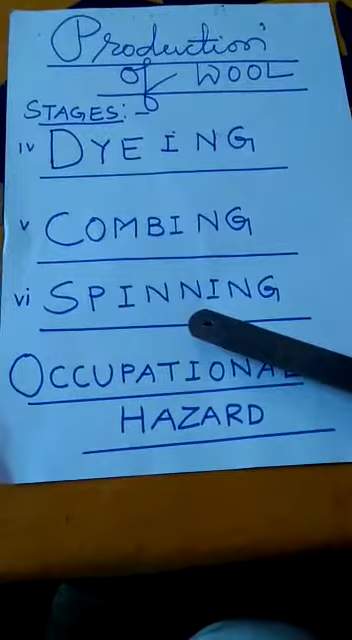 Production
of WOOL
STAGES:-
iv DYEING
v COMBING
vi SPINNING
OCCUPATIONAL
HAZARD